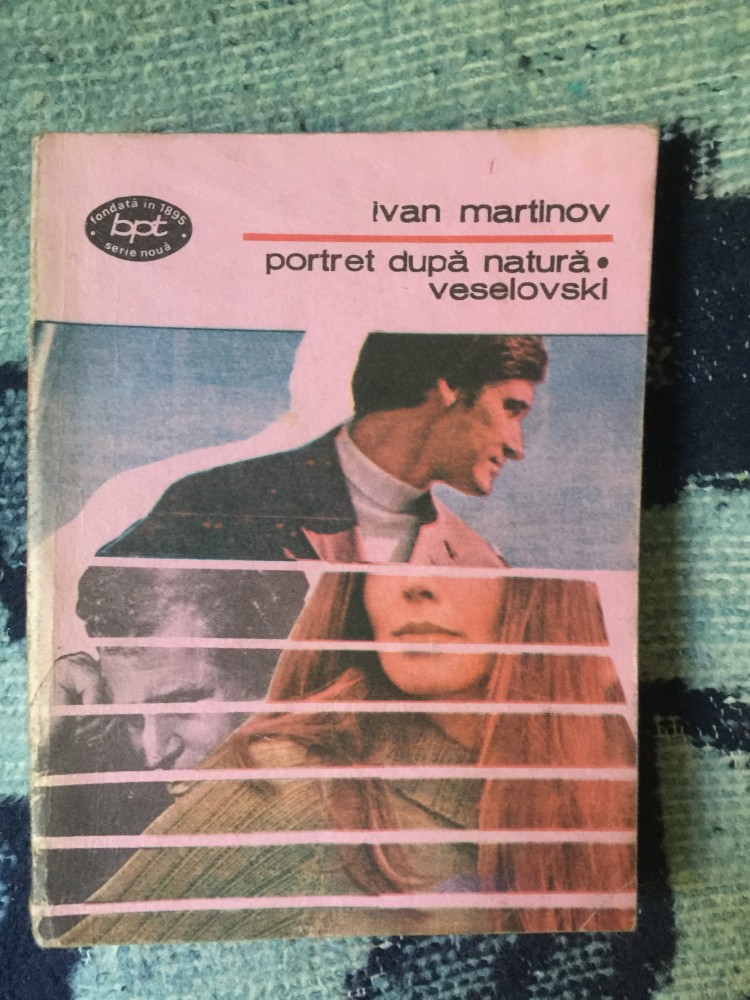 fondată în 1895
bpt
serie nouă
ivan martinov
portret după natură •
veselovski